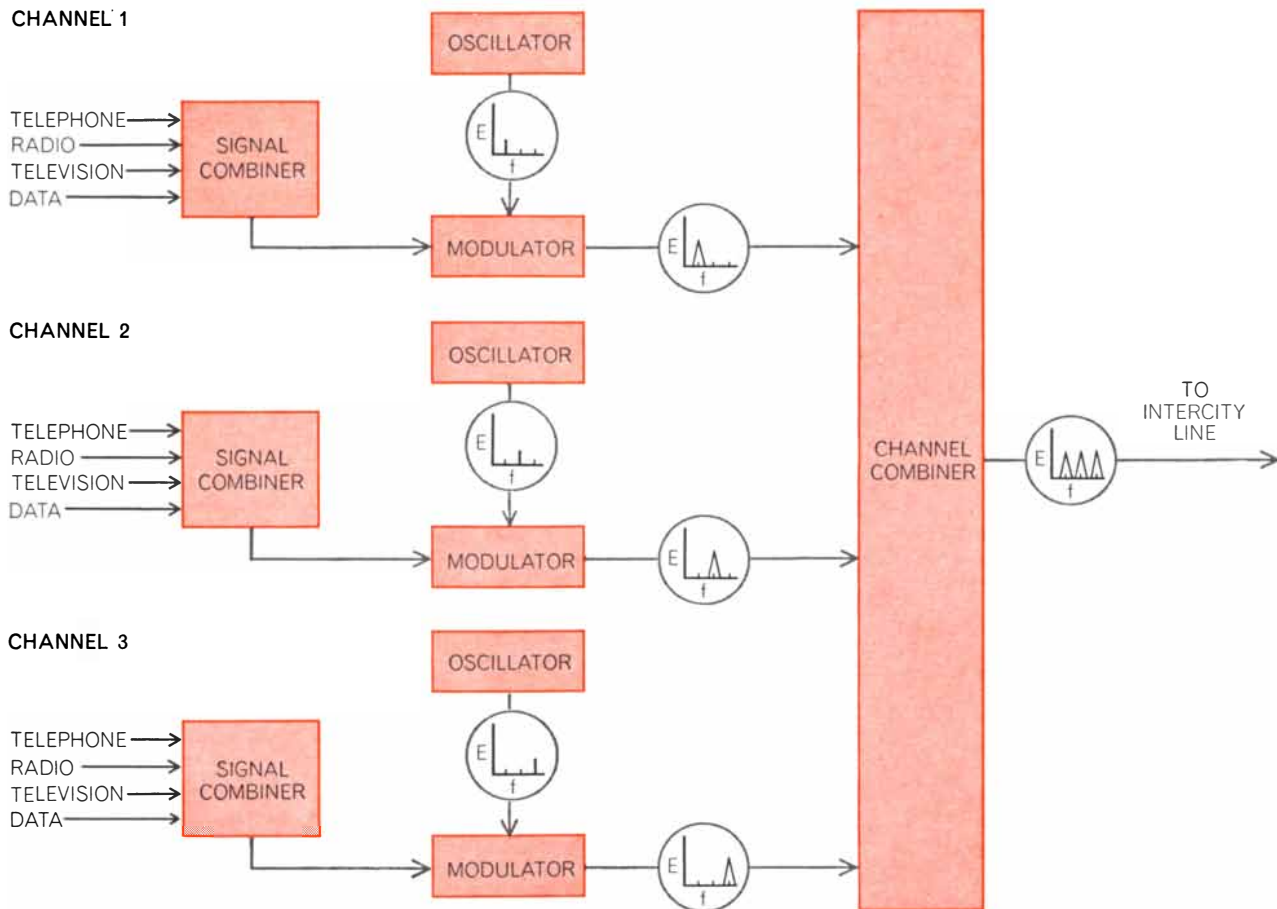 CHANNEL 1
OSCILLATOR
E
f
TELEPHONE
RADIO
TELEVISION
DATA
SIGNAL
COMBINER
MODULATOR
E
f
CHANNEL 2
OSCILLATOR
E
f
TELEPHONE
RADIO
TELEVISION
DATA
SIGNAL
COMBINER
MODULATOR
E
f
CHANNEL 3
OSCILLATOR
E
f
TELEPHONE
RADIO
TELEVISION
DATA
SIGNAL
COMBINER
MODULATOR
E
f
CHANNEL
COMBINER
E
f
TO
INTERCITY
LINE